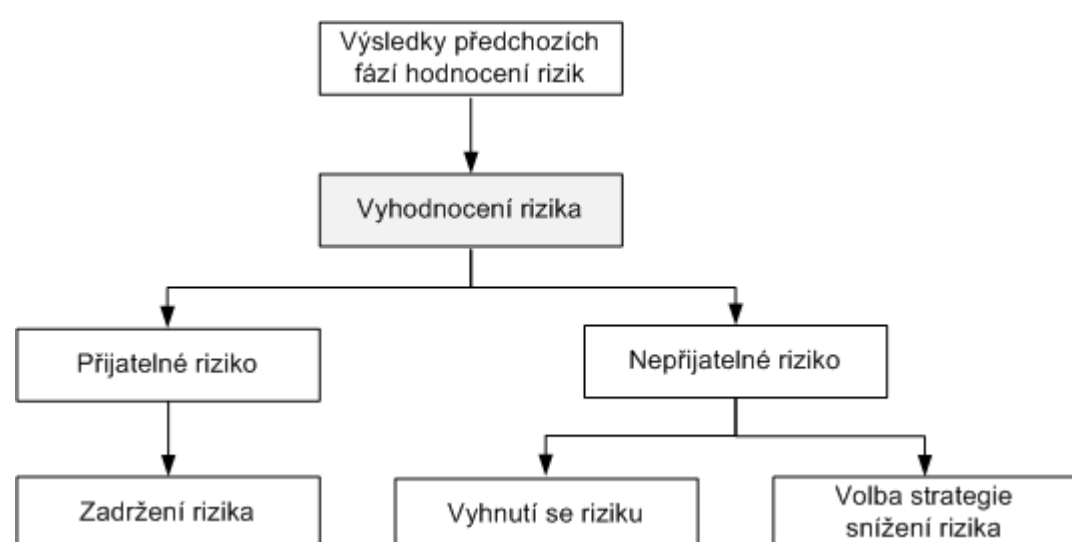 Výsledky předchozích
fází hodnocení rizik
Vyhodnocení rizika
Přijatelné riziko
Nepřijatelné riziko
Zadržení rizika
Vyhnutí se riziku
Volba strategie
snížení rizika